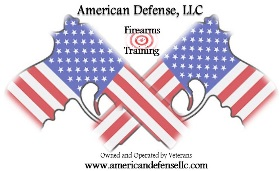 American Defense, LLC
Firearms
Training
Owned and Operated by Veterans
www.americandefensellc.com